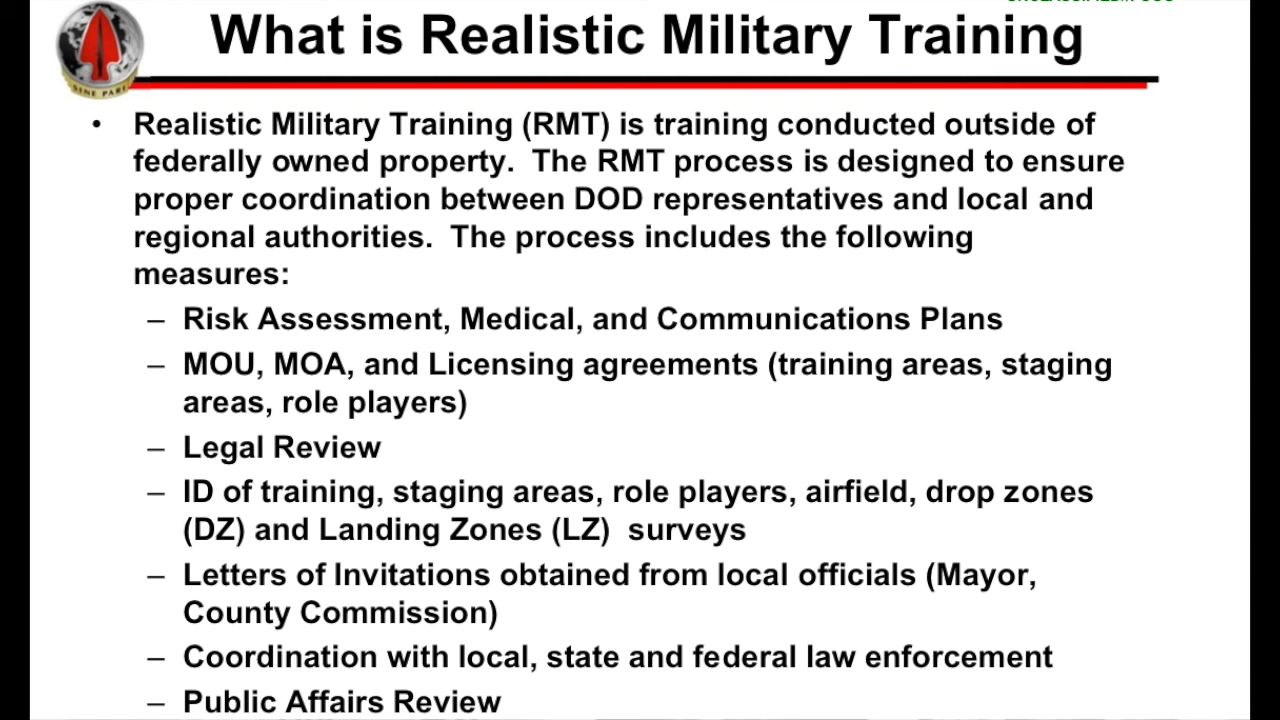 What is Realistic Military Training
SINE PARI
• Realistic Military Training (RMT) is training conducted outside of
federally owned property.  The RMT process is designed to ensure
proper coordination between DOD representatives and local and
regional authorities.  The process includes the following
measures:
– Risk Assessment, Medical, and Communications Plans
– MOU, MOA, and Licensing agreements (training areas, staging
areas, role players)
– Legal Review
– ID of training, staging areas, role players, airfield, drop zones
(DZ) and Landing Zones (LZ)  surveys
– Letters of Invitations obtained from local officials (Mayor,
County Commission)
– Coordination with local, state and federal law enforcement
– Public Affairs Review